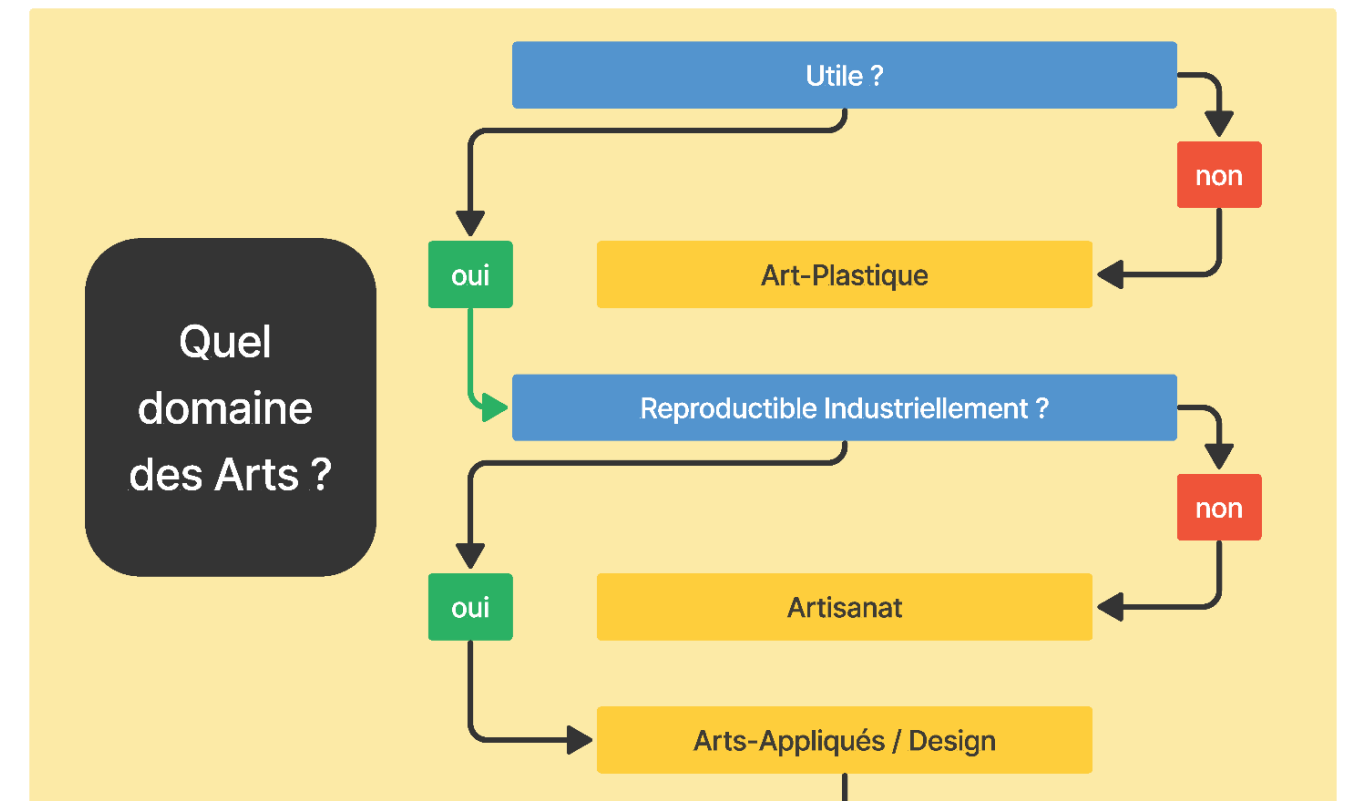 Utile ?
non
oui
Art-Plastique
Quel
domaine
des Arts ?
Reproductible Industriellement ?
non
oui
Artisanat
Arts-Appliqués / Design